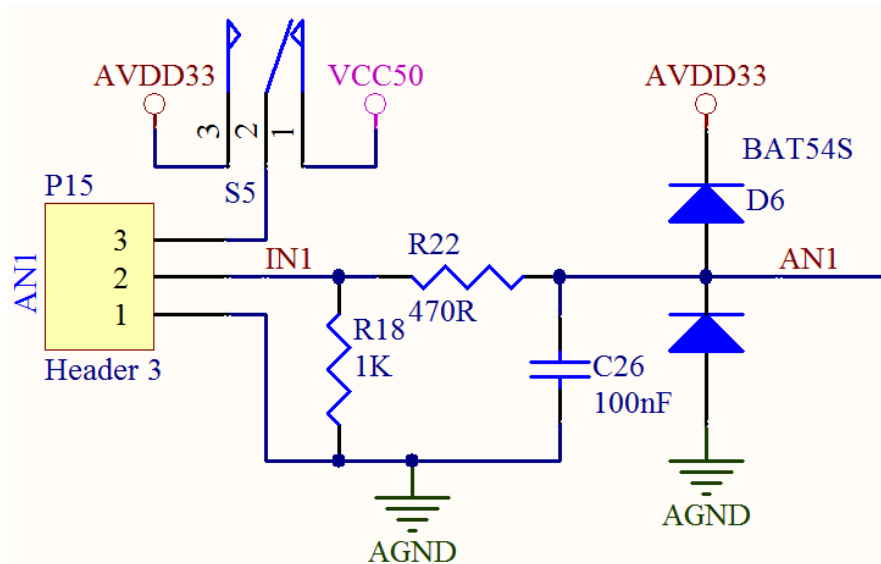 AVDD33
VCC50
AVDD33
3
2
1
BAT54S
P15
S5
D6
AN1
3
IN1
R22
AN1
2
470R
1
R18
1K
C26
100nF
Header 3
AGND
AGND